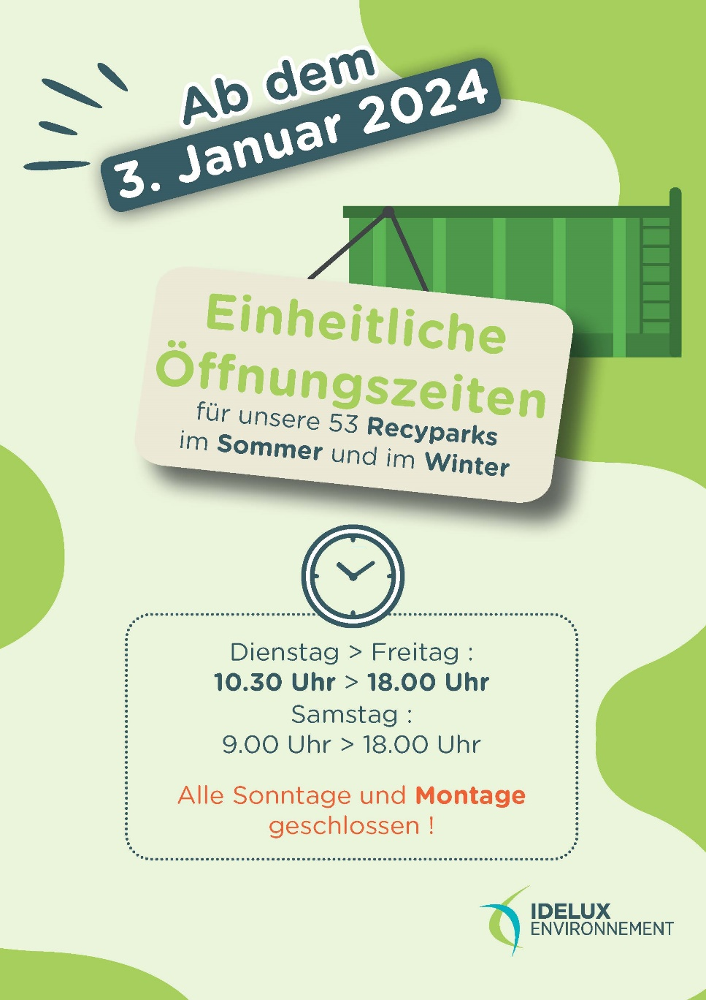 Ab dem
3. Januar 2024
Einheitliche
Öffnungszeiten
für unsere 53 Recyparks
im Sommer und im Winter
Dienstag > Freitag :
10.30 Uhr > 18.00 Uhr
Samstag :
9.00 Uhr > 18.00 Uhr
Alle Sonntage und Montage
geschlossen !
IDELUX
ENVIRONNEMENT